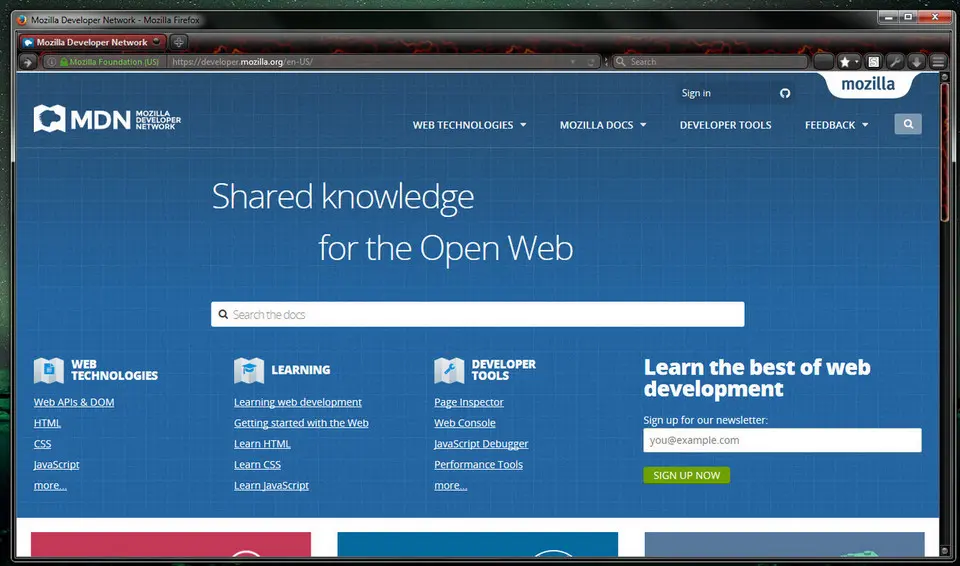 Mozilla Developer Network - Mozilla Firefox
Mozilla Developer Network
Mozilla Foundation (US)
https://developer.mozilla.org/en-US/
Search
Sign in
mozilla
MDN MOZILLA
DEVELOPER
NETWORK
WEB TECHNOLOGIES
MOZILLA DOCS
DEVELOPER TOOLS
FEEDBACK
Shared knowledge
for the Open Web
Search the docs
WEB
TECHNOLOGIES
Web APIs & DOM
HTML
CSS
JavaScript
more...
LEARNING
Learning web development
Getting started with the Web
Learn HTML
Learn CSS
Learn JavaScript
DEVELOPER
TOOLS
Page Inspector
Web Console
JavaScript Debugger
Performance Tools
more...
Learn the best of web
development
Sign up for our newsletter:
you@example.com
SIGN UP NOW